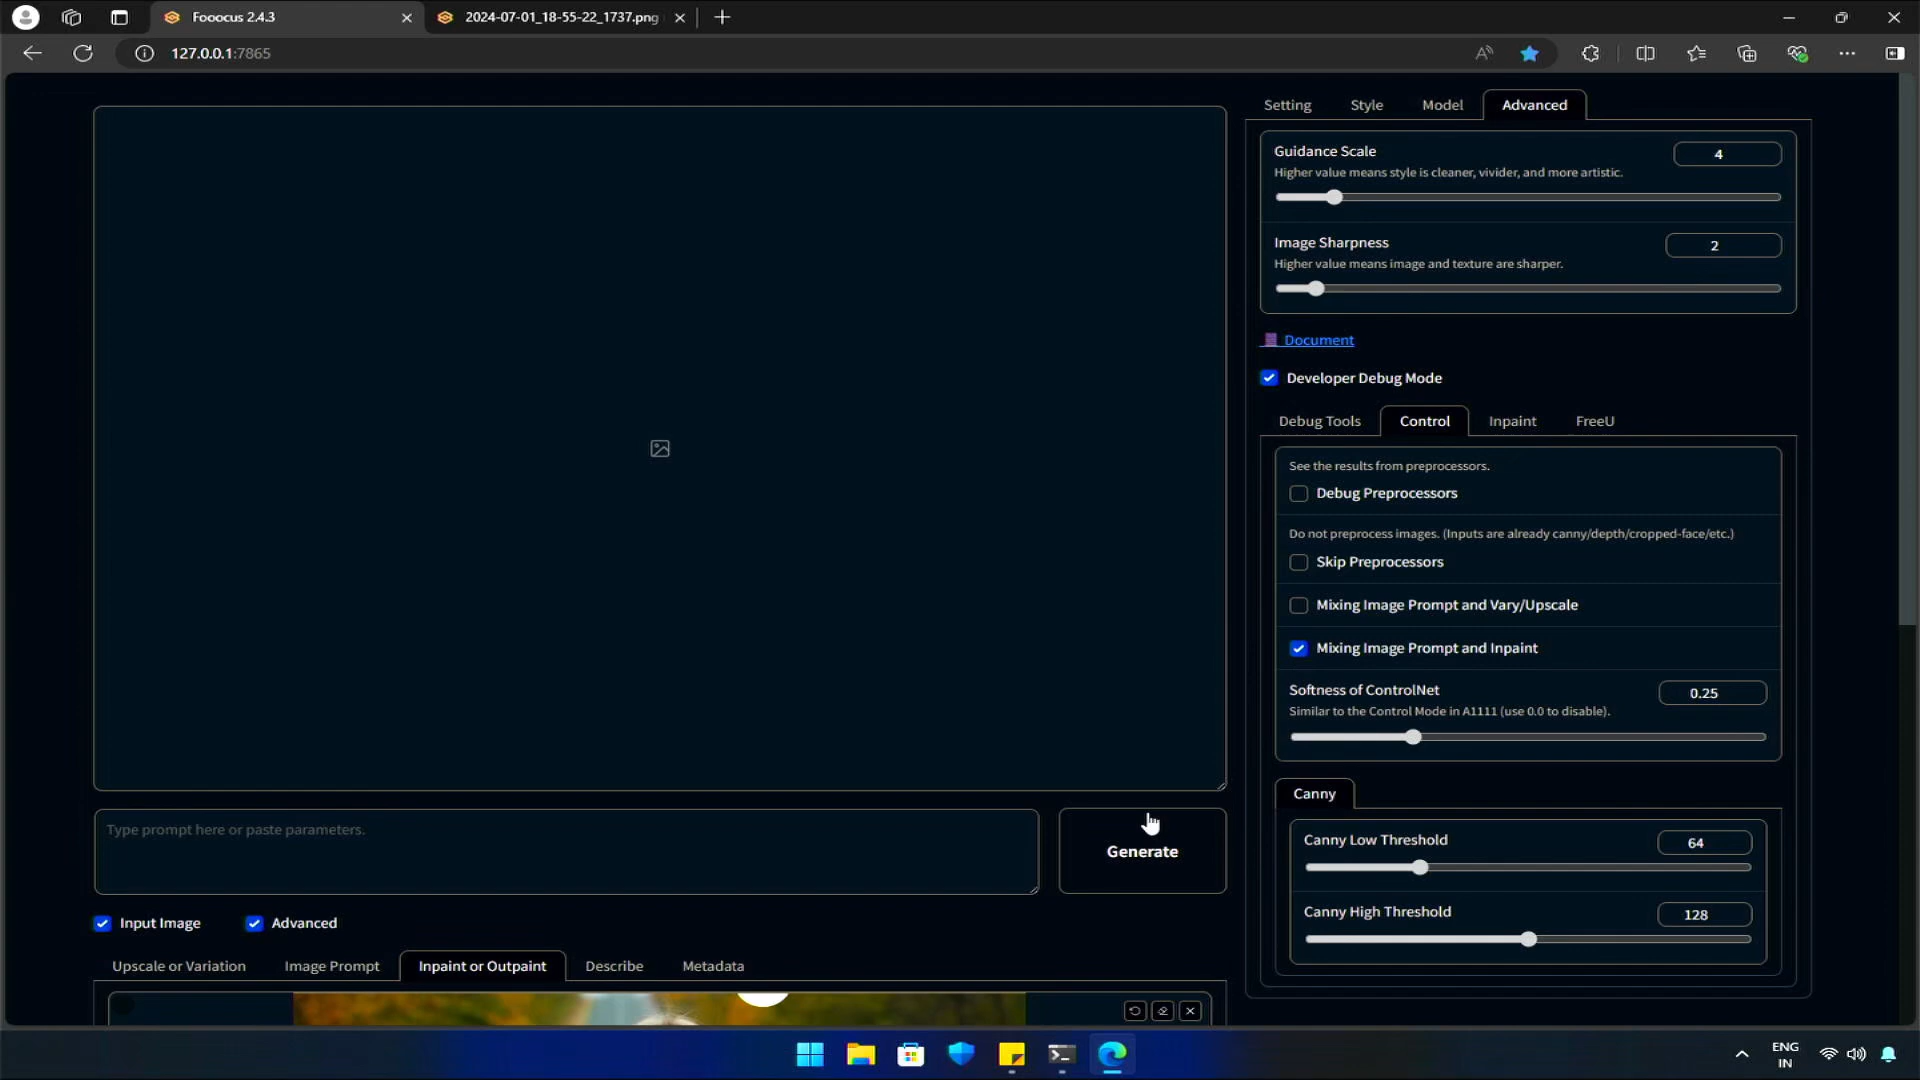 Fooocus 2.4.3
2024-07-01_18-55-22_1737.png
127.0.0.1:7865
Setting
Style
Model
Advanced
Guidance Scale
4
Higher value means style is cleaner, vivider, and more artistic.
Image Sharpness
2
Higher value means image and texture are sharper.
Document
Developer Debug Mode
Debug Tools
Control
Inpaint
FreeU
See the results from preprocessors.
Debug Preprocessors
Do not preprocess images. (Inputs are already canny/depth/cropped-face/etc.)
Skip Preprocessors
Mixing Image Prompt and Vary/Upscale
Mixing Image Prompt and Inpaint
Softness of ControlNet
0.25
Similar to the Control Mode in A1111 (use 0.0 to disable).
Canny
Canny Low Threshold
64
Canny High Threshold
128
Type prompt here or paste parameters.
Generate
Input Image
Advanced
Upscale or Variation
Image Prompt
Inpaint or Outpaint
Describe
Metadata
ENG
IN